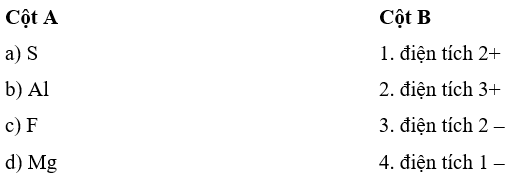 Cột A Cột B
a) S 1. điện tích 2+
b) Al 2. điện tích 3+
c) F 3. điện tích 2 –
d) Mg 4. điện tích 1 –